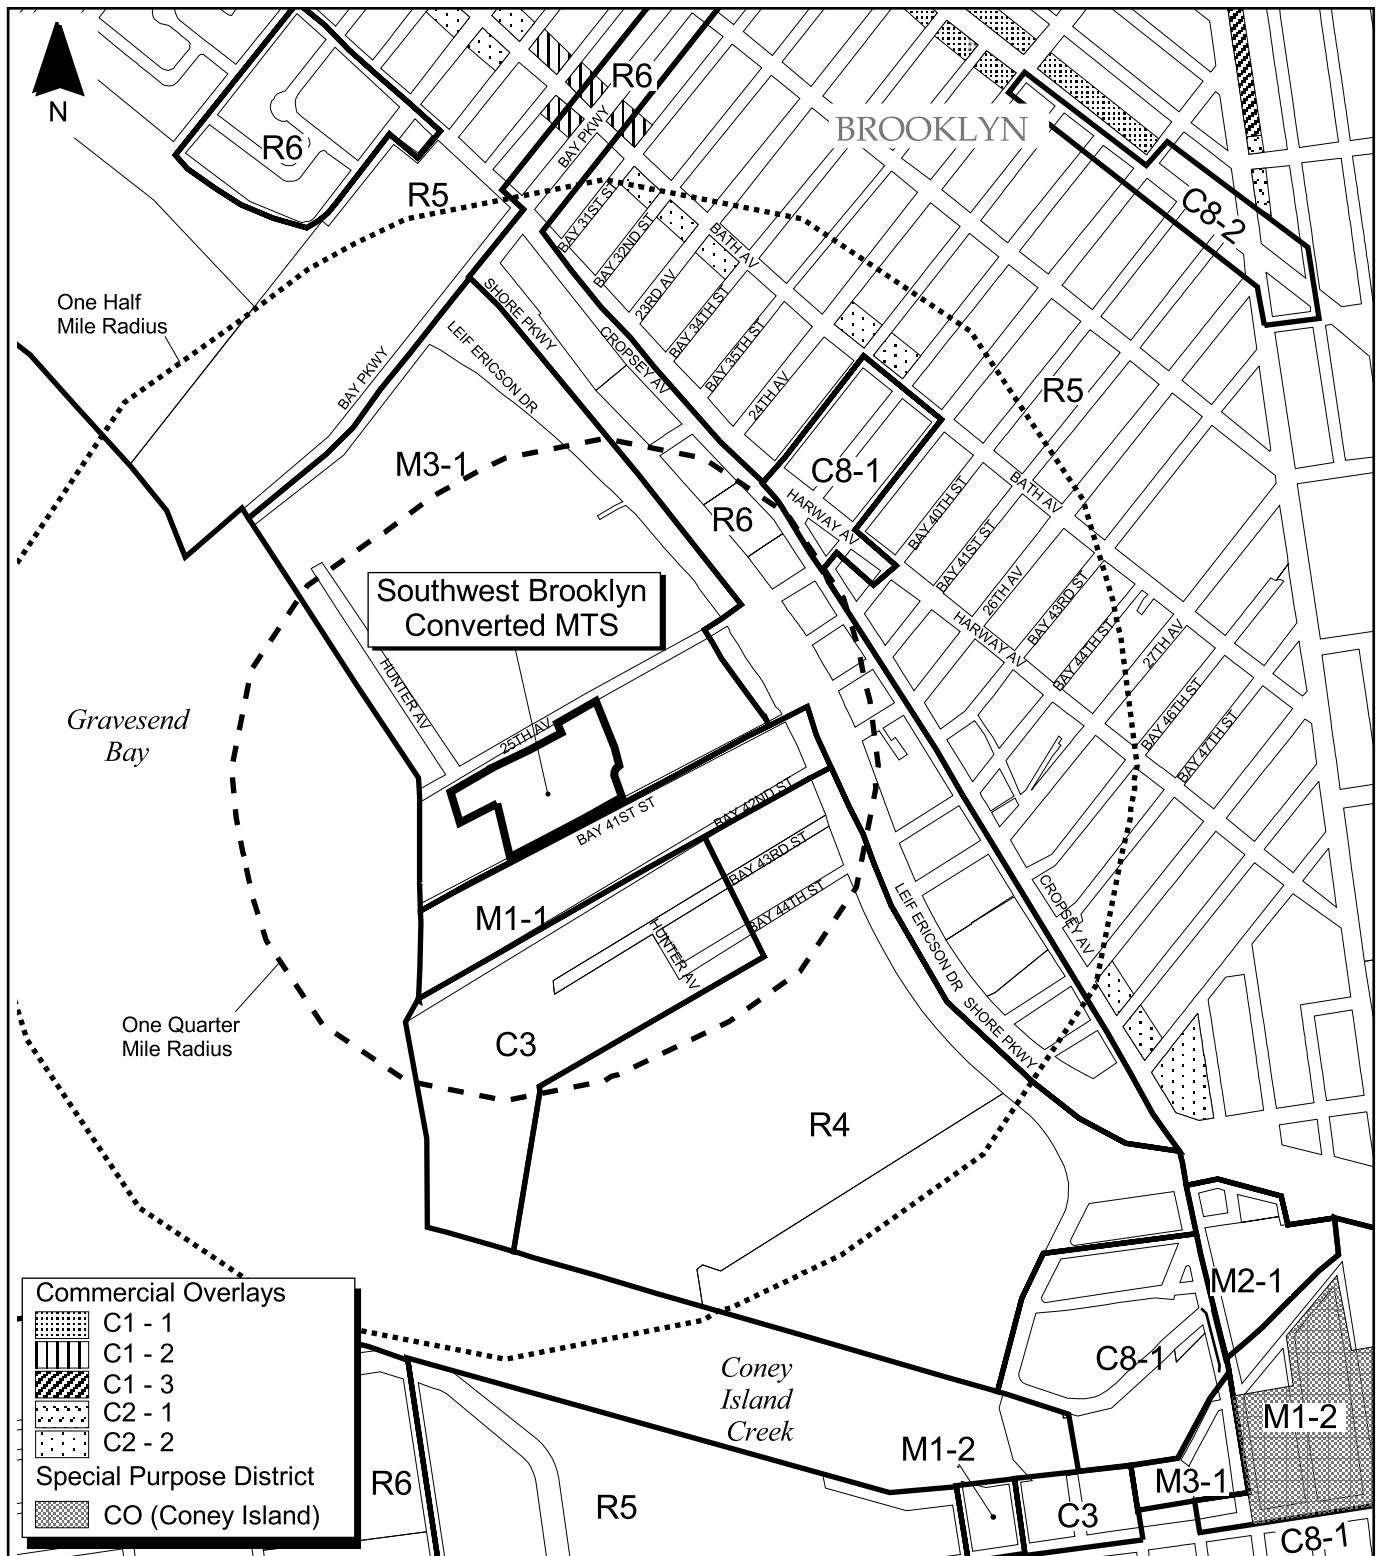 N
R6
R6
BAY PKWY
BROOKLYN
R5
C8-2
BAY 31ST ST
BAY 32ND ST
23RD AV
BAY 34TH ST
BAY 35TH ST
24TH AV
BATH AV
One Half
Mile Radius
SHORE PKWY
LEIF ERICSON DR
CROPSEY AV
BAY PKWY
R5
M3-1
C8-1
HARWAY AV
R6
BAY 40TH ST
BAY 41ST ST
26TH AV
BAY 43RD ST
BAY 44TH ST
27TH AV
BAY 46TH ST
BAY 47TH ST
BATH AV
HARWAY AV
Southwest Brooklyn
Converted MTS
HUNTER AV
25TH AV
Gravesend
Bay
BAY 41ST ST
BAY 42ND ST
BAY 43RD ST
BAY 44TH ST
M1-1
HUNTER AV
LEIF ERICSON DR
SHORE PKWY
CROPSEY AV
One Quarter
Mile Radius
C3
R4
M2-1
C8-1
M1-2
Coney
Island
Creek
M1-2
M3-1
C3
C8-1
R6
R5
Commercial Overlays
C1 - 1
C1 - 2
C1 - 3
C2 - 1
C2 - 2
Special Purpose District
CO (Coney Island)